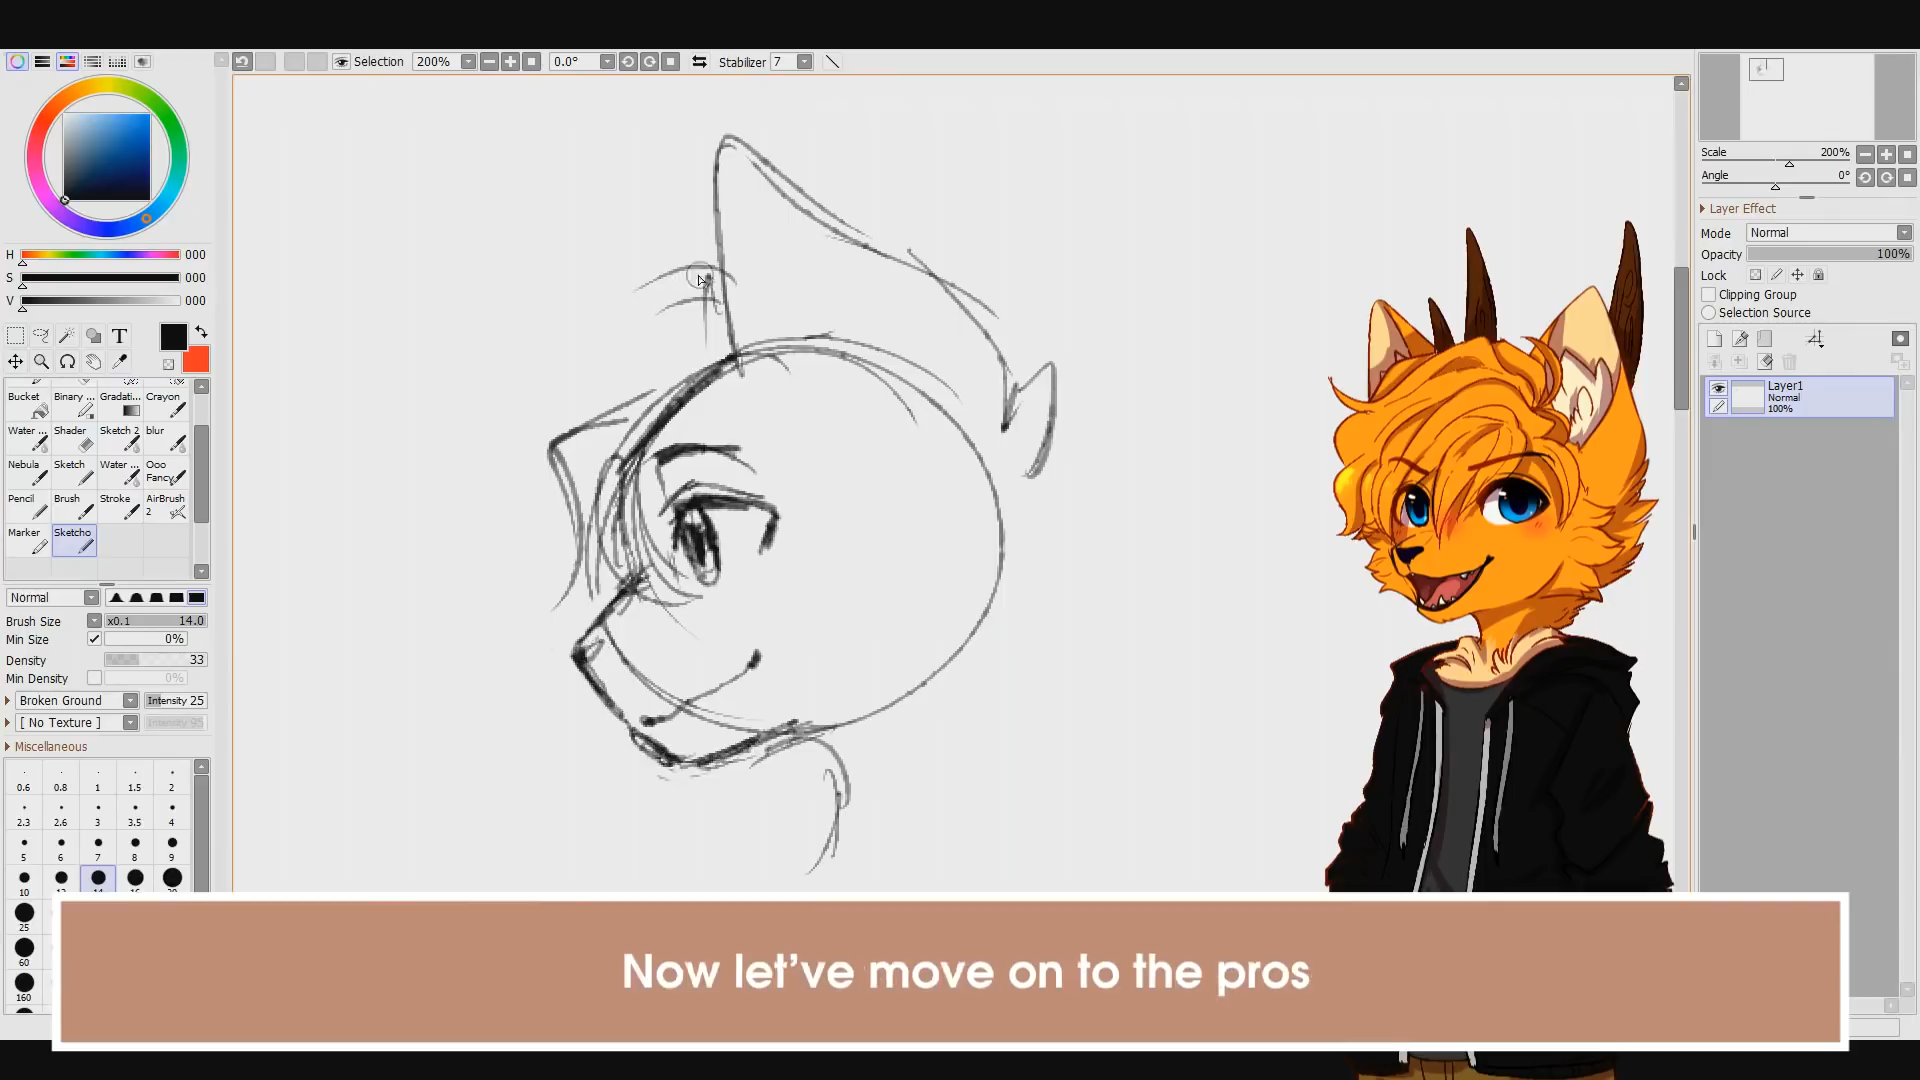 Selection 200% 0.0° Stabilizer 7
H 000
S 000
V 000
T
Bucket Binary ... Gradati... Crayon
Water ... Shader Sketch 2 blur
Nebula Sketch Water ... Ooo Fancy
Pencil Brush Stroke AirBrush 2
Marker Sketcho
Normal
Brush Size x0.1 14.0
Min Size 0%
Density 33
Min Density 0%
Broken Ground Intensity 25
[ No Texture ] Intensity 95
Miscellaneous
0.6 0.8 1 1.5 2
2.3 2.6 3 3.5 4
5 6 7 8 9
10
25
60
160
Scale 200%
Angle 0°
Layer Effect
Mode Normal
Opacity 100%
Lock
Clipping Group
Selection Source
Layer1
Normal
100%
Now let’ve move on to the pros